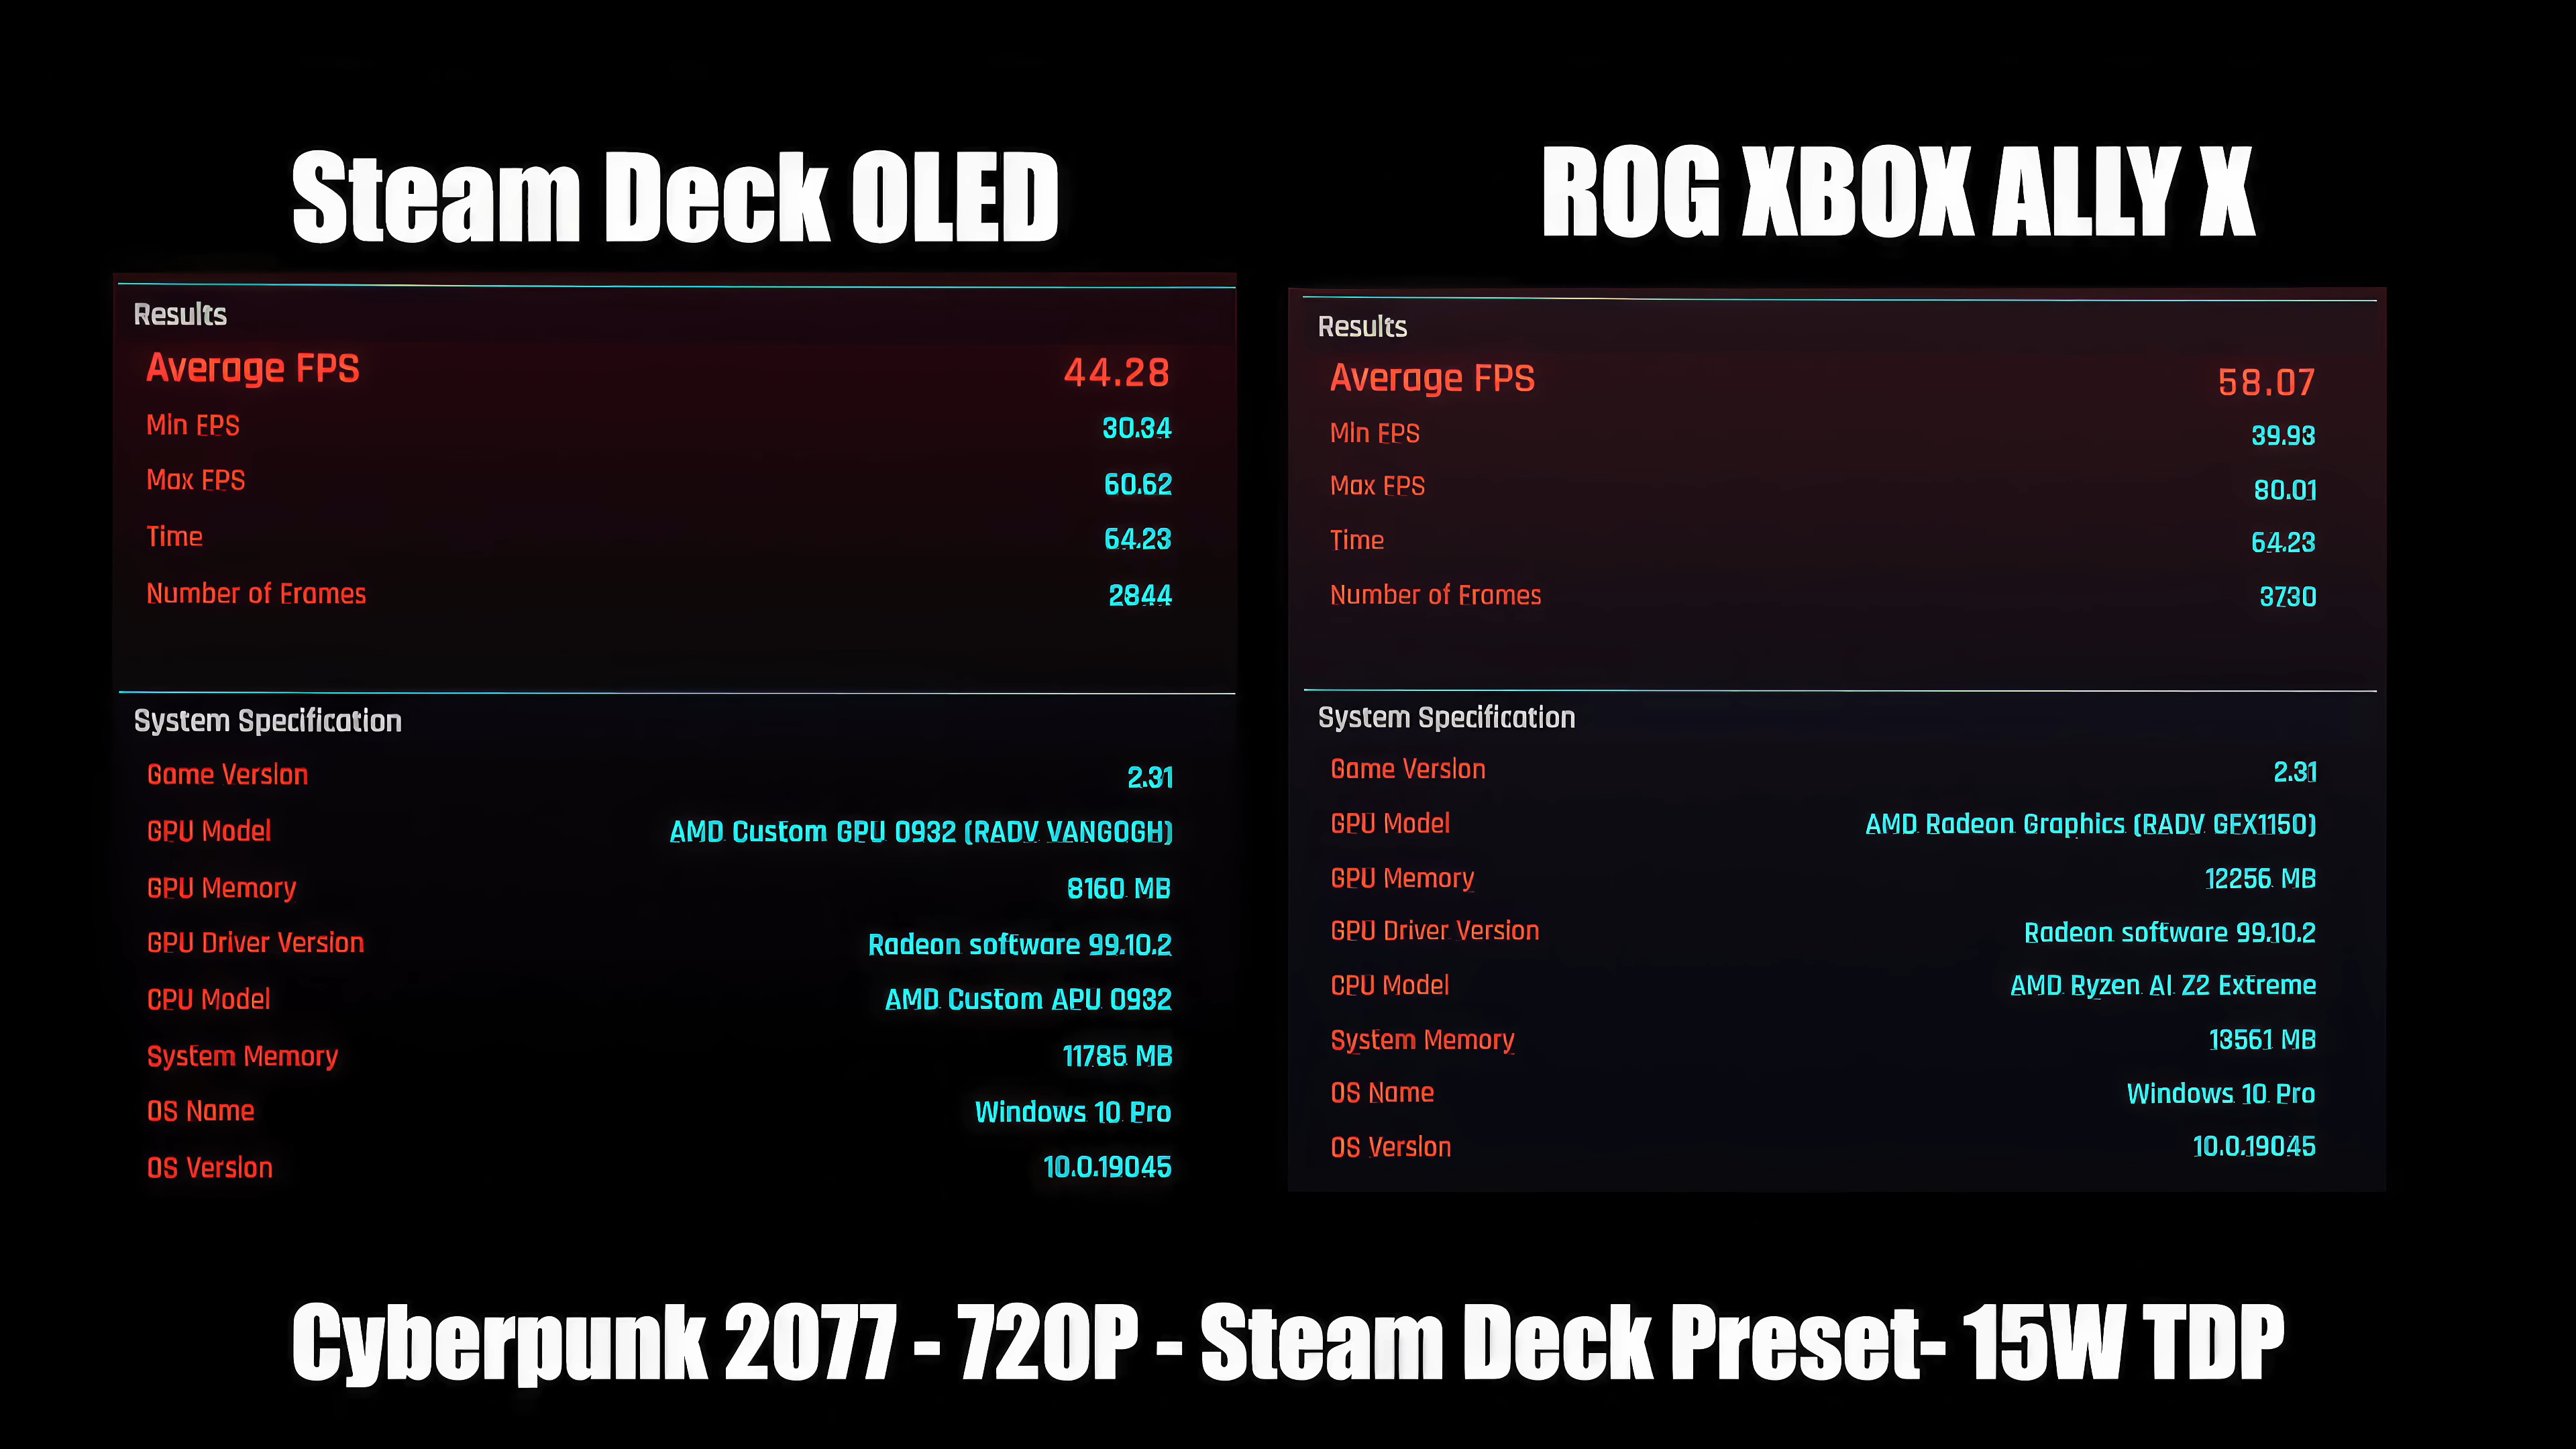 Steam Deck OLED
Results
Average FPS 44.28
Min FPS 30.34
Max FPS 60.62
Time 64.23
Number of Frames 2844
System Specification
Game Version 2.31
GPU Model AMD Custom GPU 0932 (RADV VANGOGH)
GPU Memory 8160 MB
GPU Driver Version Radeon software 99.10.2
CPU Model AMD Custom APU 0932
System Memory 11785 MB
OS Name Windows 10 Pro
OS Version 10.0.19045
ROG XBOX ALLY X
Results
Average FPS 58.07
Min FPS 39.93
Max FPS 80.01
Time 64.23
Number of Frames 3730
System Specification
Game Version 2.31
GPU Model AMD Radeon Graphics (RADV GFX1150)
GPU Memory 12256 MB
GPU Driver Version Radeon software 99.10.2
CPU Model AMD Ryzen AI Z2 Extreme
System Memory 13561 MB
OS Name Windows 10 Pro
OS Version 10.0.19045
Cyberpunk 2077 - 720P - Steam Deck Preset- 15W TDP